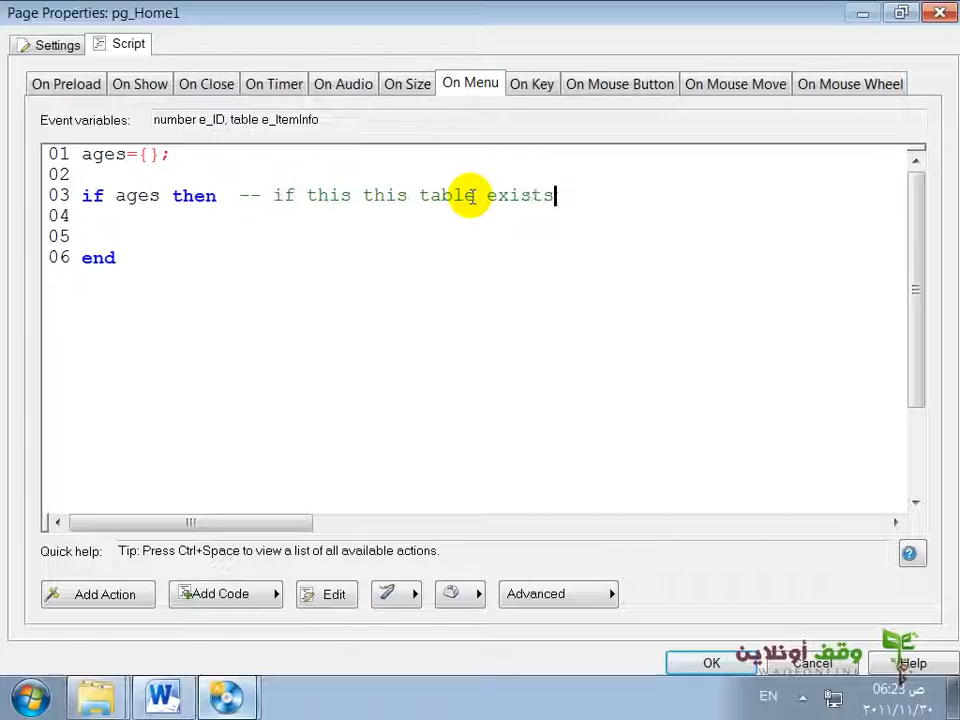 Page Properties: pg_Home1
Settings Script
On Preload On Show On Close On Timer On Audio On Size On Menu On Key On Mouse Button On Mouse Move On Mouse Wheel
Event variables: number e_ID, table e_ItemInfo
01 ages={};
02
03 if ages then -- if this this table exists
04
05
06 end
Quick help: Tip: Press Ctrl+Space to view a list of all available actions.
Add Action Add Code Edit Advanced
OK Cancel Help
وقف أونلاين
WAQFONLINE
EN
06:23 ص
٢٠١١/١١/٣٠